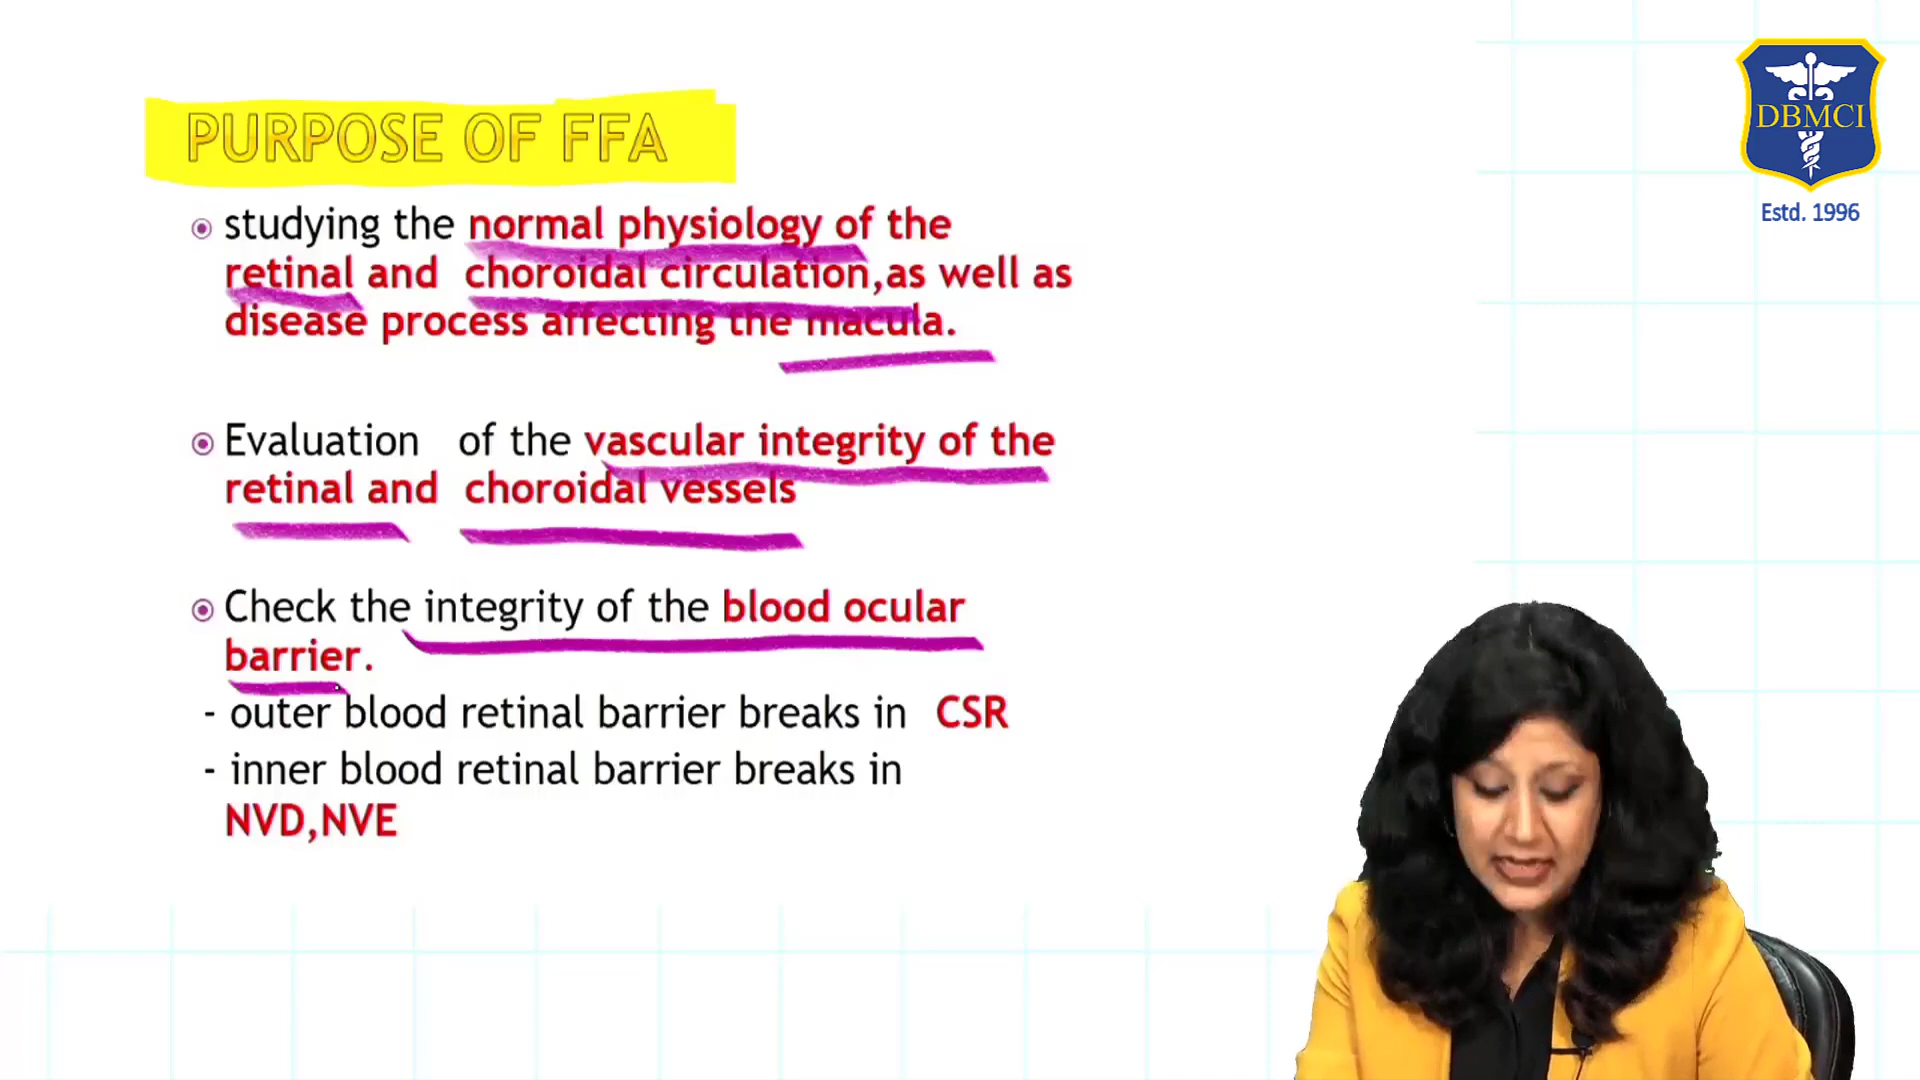 PURPOSE OF FFA
studying the normal physiology of the
retinal and choroidal circulation,as well as
disease process affecting the macula.
Evaluation of the vascular integrity of the
retinal and choroidal vessels
Check the integrity of the blood ocular
barrier.
- outer blood retinal barrier breaks in CSR
- inner blood retinal barrier breaks in
NVD,NVE
DBMCI
Estd. 1996